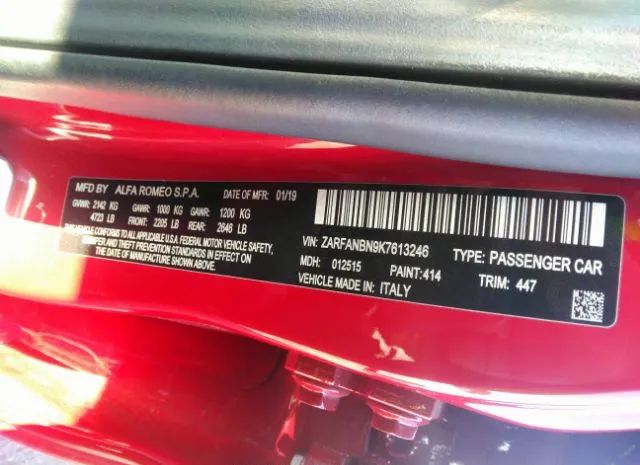 MFD BY ALFA ROMEO S.P.A. DATE OF MFR 01/19
GVWR: 2142 KG GAWR: 1000 KG GAWR: 1200 KG
4723 LB FRONT: 2205 LB REAR: 2646 LB
THIS VEHICLE CONFORMS TO ALL APPLICABLE U.S.A. FEDERAL MOTOR VEHICLE SAFETY,
BUMPER, AND THEFT PREVENTION STANDARDS IN EFFECT
ON THE DATE OF MANUFACTURE SHOWN ABOVE.
VIN: ZARFANBN9K7613246 TYPE: PASSENGER CAR
MDH: 012515 PAINT: 414 TRIM: 447
VEHICLE MADE IN: ITALY